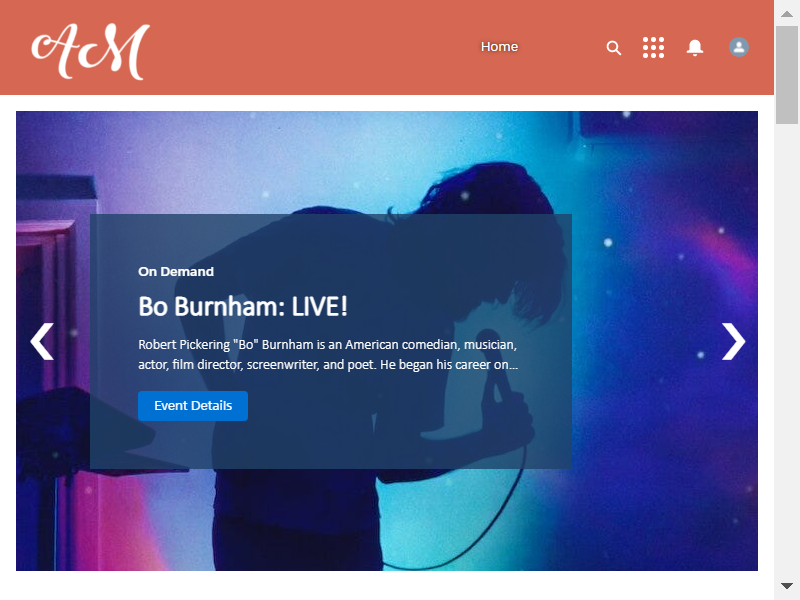 AM
Home
On Demand
Bo Burnham: LIVE!
Robert Pickering "Bo" Burnham is an American comedian, musician,
actor, film director, screenwriter, and poet. He began his career on...
Event Details